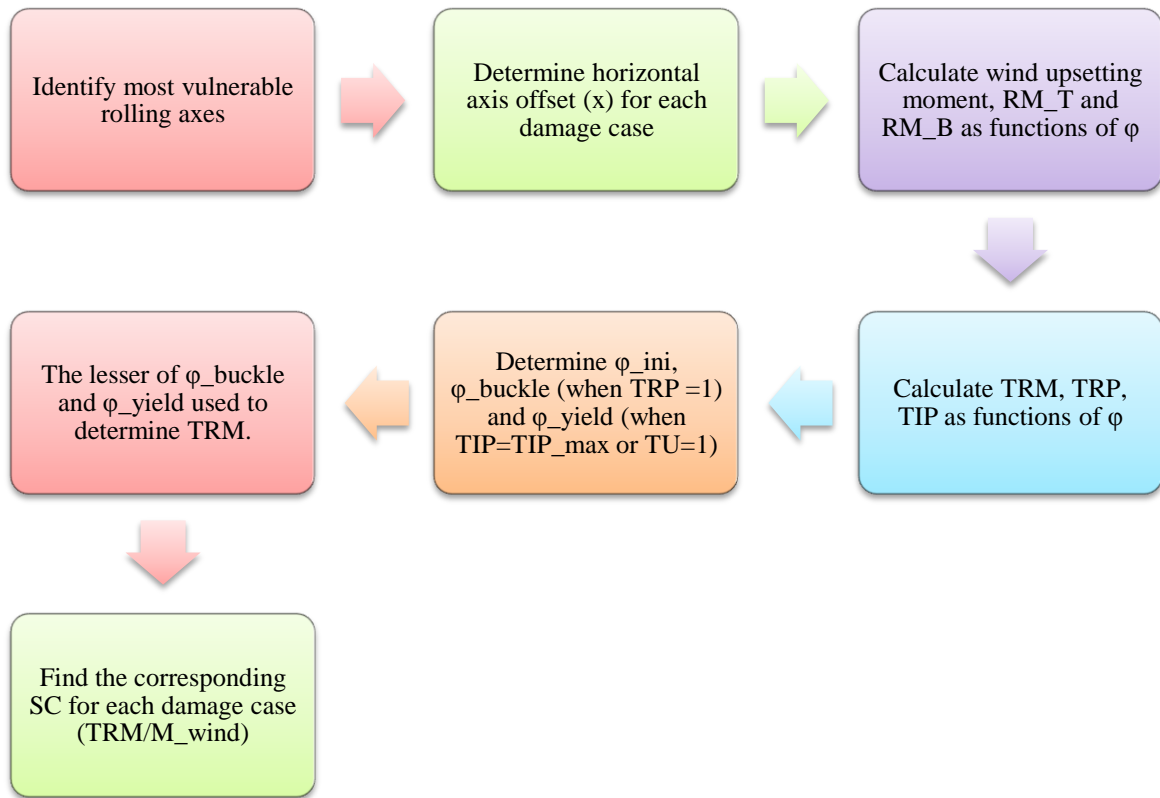 Identify most vulnerable
rolling axes
Determine horizontal
axis offset (x) for each
damage case
Calculate wind upsetting
moment, RM_T and
RM_B as functions of φ
Calculate TRM, TRP,
TIP as functions of φ
Determine φ_ini,
φ_buckle (when TRP =1)
and φ_yield (when
TIP=TIP_max or TU=1)
The lesser of φ_buckle
and φ_yield used to
determine TRM.
Find the corresponding
SC for each damage case
(TRM/M_wind)